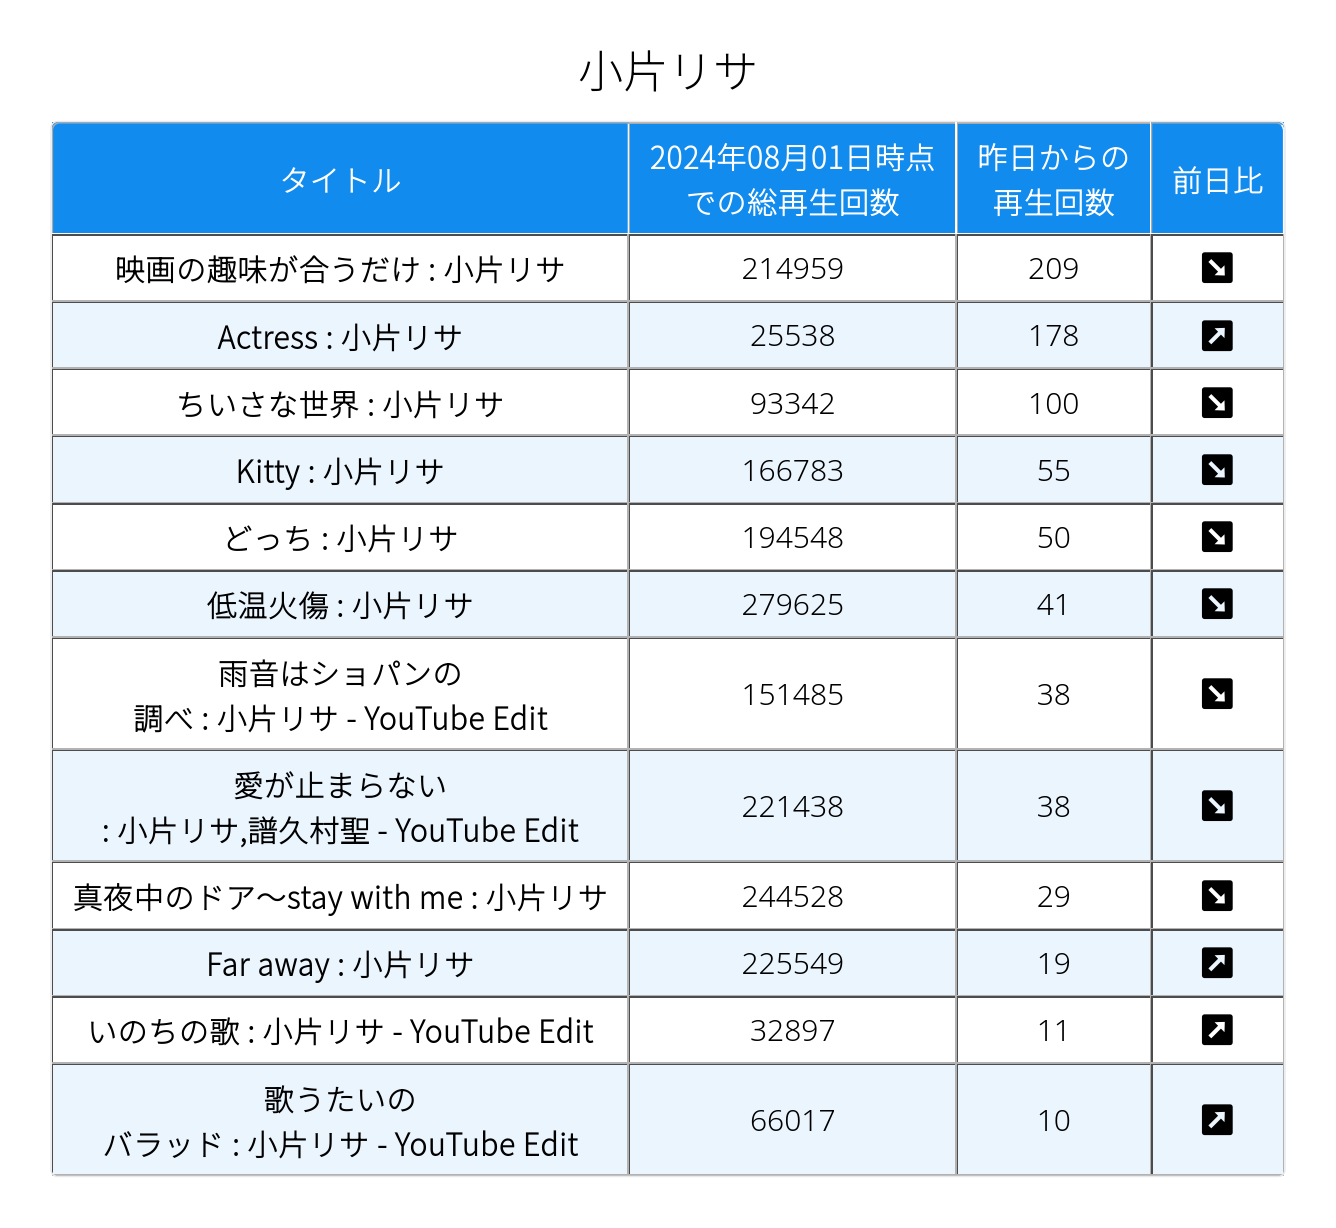 小片リサ
タイトル
2024年08月01日時点
での総再生回数
昨日からの
再生回数
前日比
映画の趣味が合うだけ : 小片リサ 214959 209 ↘
Actress : 小片リサ 25538 178 ↗
ちいさな世界 : 小片リサ 93342 100 ↘
Kitty : 小片リサ 166783 55 ↘
どっち : 小片リサ 194548 50 ↘
低温火傷 : 小片リサ 279625 41 ↘
雨音はショパンの
調べ : 小片リサ - YouTube Edit 151485 38 ↘
愛が止まらない
: 小片リサ,譜久村聖 - YouTube Edit 221438 38 ↘
真夜中のドア〜stay with me : 小片リサ 244528 29 ↘
Far away : 小片リサ 225549 19 ↗
いのちの歌 : 小片リサ - YouTube Edit 32897 11 ↗
歌うたいの
バラッド : 小片リサ - YouTube Edit 66017 10 ↗